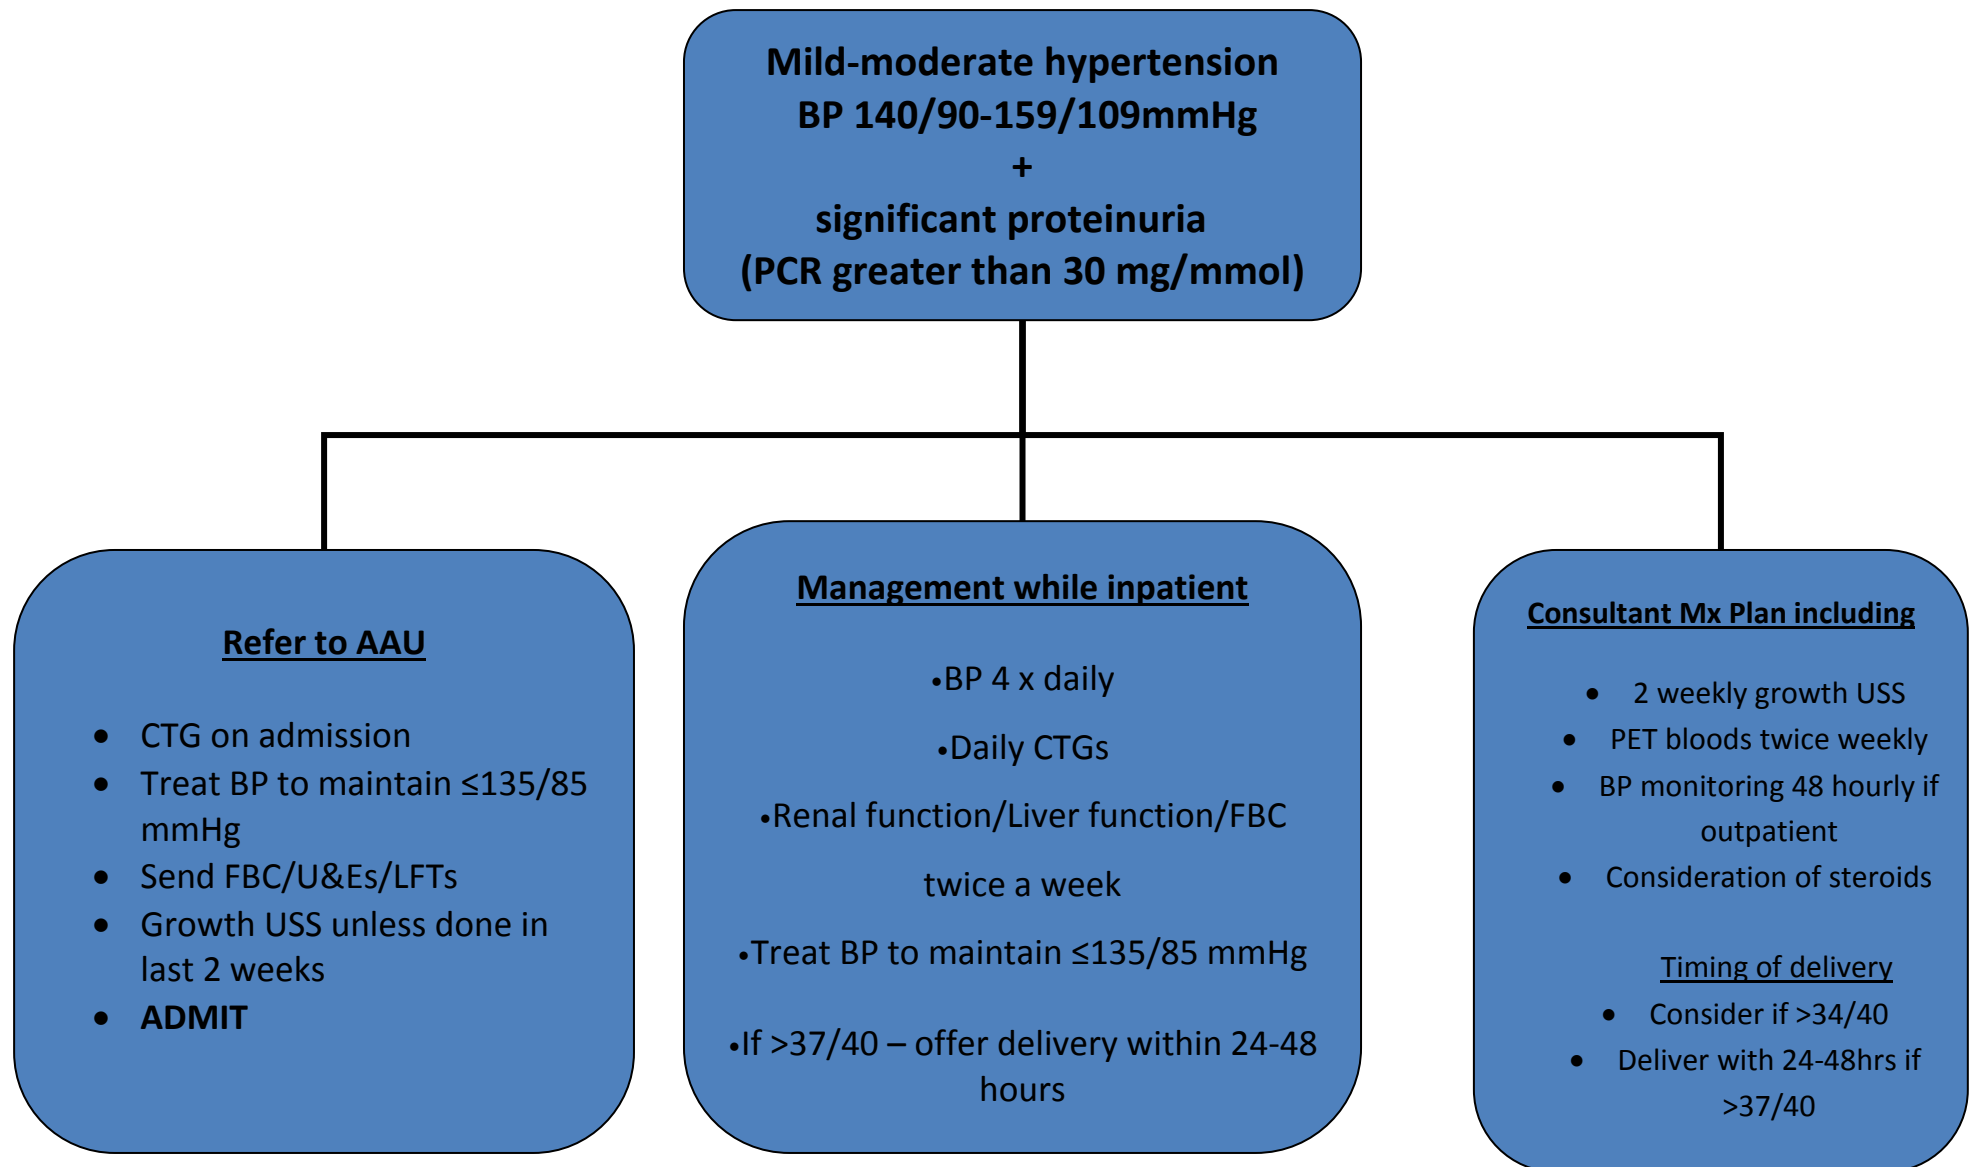 Mild-moderate hypertension
BP 140/90-159/109mmHg
+
significant proteinuria
(PCR greater than 30 mg/mmol)
Refer to AAU
• CTG on admission
• Treat BP to maintain ≤135/85
mmHg
• Send FBC/U&Es/LFTs
• Growth USS unless done in
last 2 weeks
• ADMIT
Management while inpatient
•BP 4 x daily
•Daily CTGs
•Renal function/Liver function/FBC
twice a week
•Treat BP to maintain ≤135/85 mmHg
•If >37/40 – offer delivery within 24-48
hours
Consultant Mx Plan including
• 2 weekly growth USS
• PET bloods twice weekly
• BP monitoring 48 hourly if
outpatient
• Consideration of steroids
Timing of delivery
• Consider if >34/40
• Deliver with 24-48hrs if
>37/40